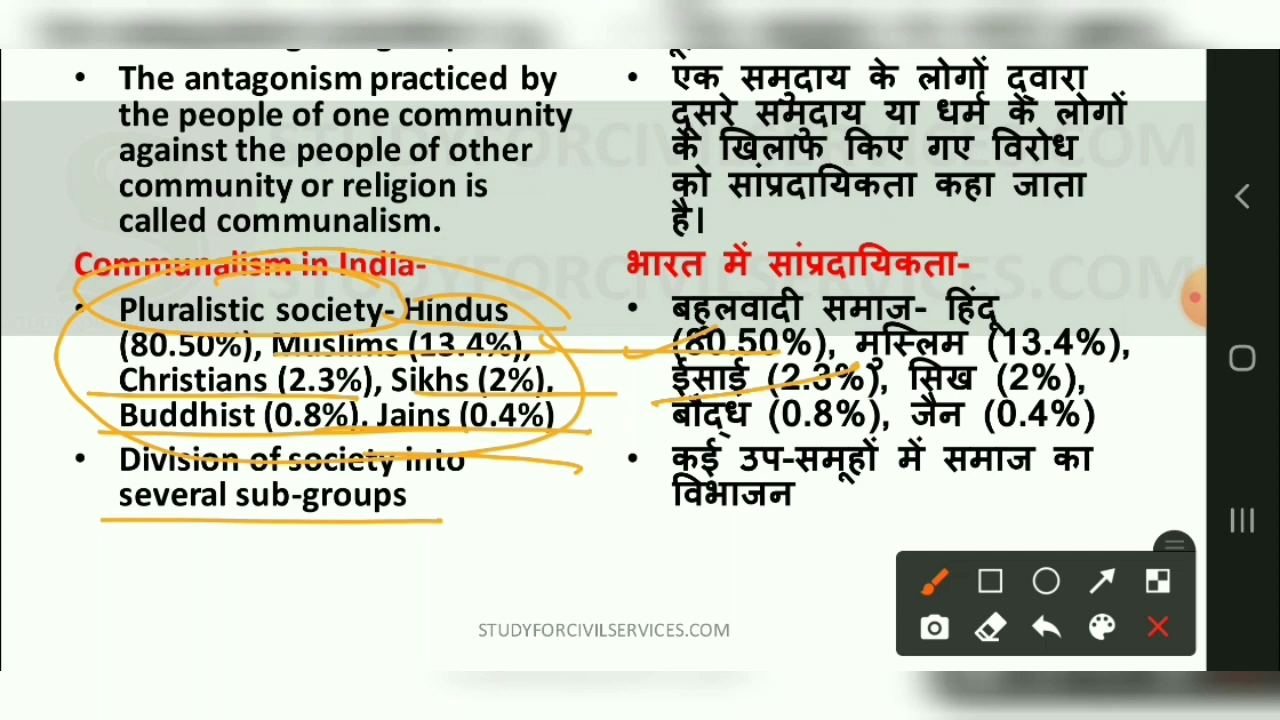 The antagonism practiced by
the people of one community
against the people of other
community or religion is
called communalism.
Communalism in India-
Pluralistic society- Hindus
(80.50%), Muslims (13.4%),
Christians (2.3%), Sikhs (2%),
Buddhist (0.8%), Jains (0.4%)
Division of society into
several sub-groups
एक समुदाय के लोगों द्वारा
दूसरे समुदाय या धर्म के लोगों
के खिलाफ किए गए विरोध
को सांप्रदायिकता कहा जाता
है।
भारत में सांप्रदायिकता-
बहुलवादी समाज- हिंदू
(80.50%), मुस्लिम (13.4%),
ईसाई (2.3%), सिख (2%),
बौद्ध (0.8%), जैन (0.4%)
कई उप-समूहों में समाज का
विभाजन
STUDYFORCIVILSERVICES.COM